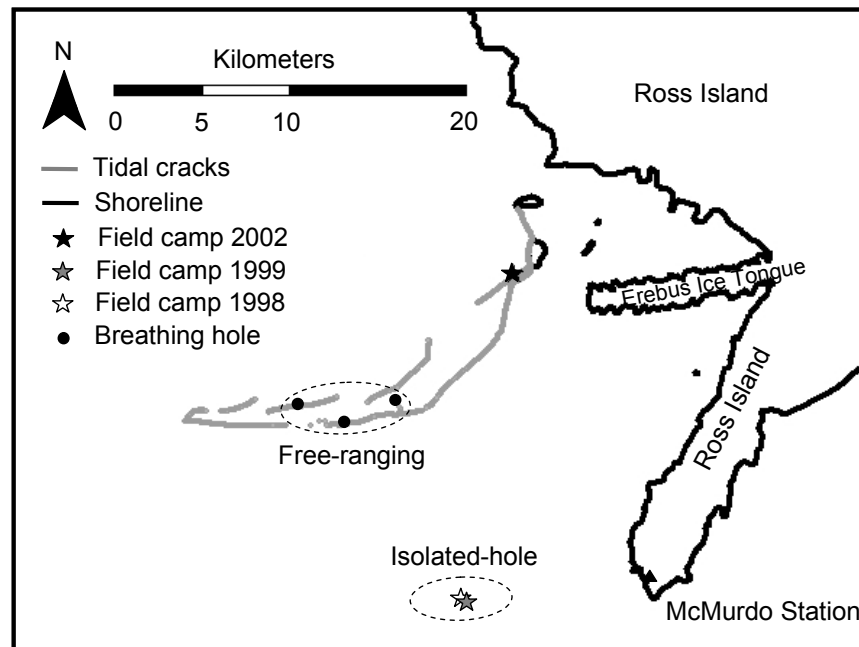 N
Kilometers
0 5 10 20
Tidal cracks
Shoreline
Field camp 2002
Field camp 1999
Field camp 1998
Breathing hole
Ross Island
Erebus Ice Tongue
Ross Island
Free-ranging
Isolated-hole
McMurdo Station